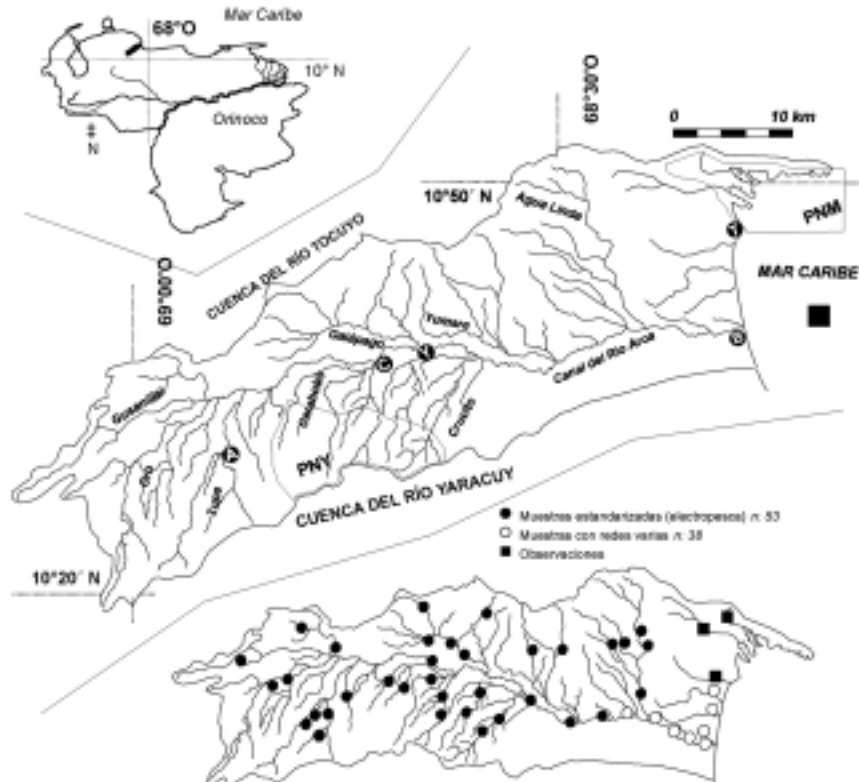 68°O
Mar Caribe
10° N
Orinoco
N
68°30'O
0 10 km
10°50´ N
Agua Linda
PNM
CUENCA DEL RÍO TOCUYO
MAR CARIBE
69°00'O
Tumare
Canal del Río Aroa
C
Crucito
PNY
Tupe
CUENCA DEL RÍO YARACUY
10°20´ N
Muestras estandarizadas (electropesca) n: 53
Muestras con redes varias n: 38
Observaciones